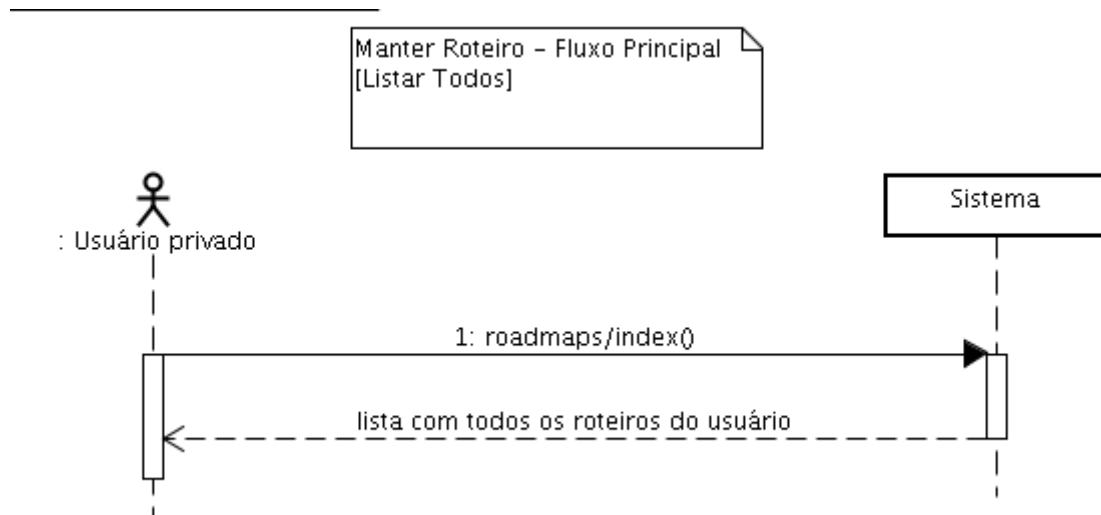 Manter Roteiro – Fluxo Principal
[Listar Todos]
Sistema
: Usuário privado
1: roadmaps/index()
lista com todos os roteiros do usuário